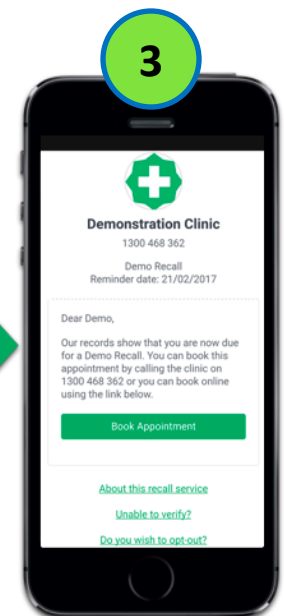 3
Demonstration Clinic
1300 468 362
Demo Recall
Reminder date: 21/02/2017
Dear Demo,
Our records show that you are now due
for a Demo Recall. You can book this
appointment by calling the clinic on
1300 468 362 or you can book online
using the link below.
Book Appointment
About this recall service
Unable to verify?
Do you wish to opt-out?